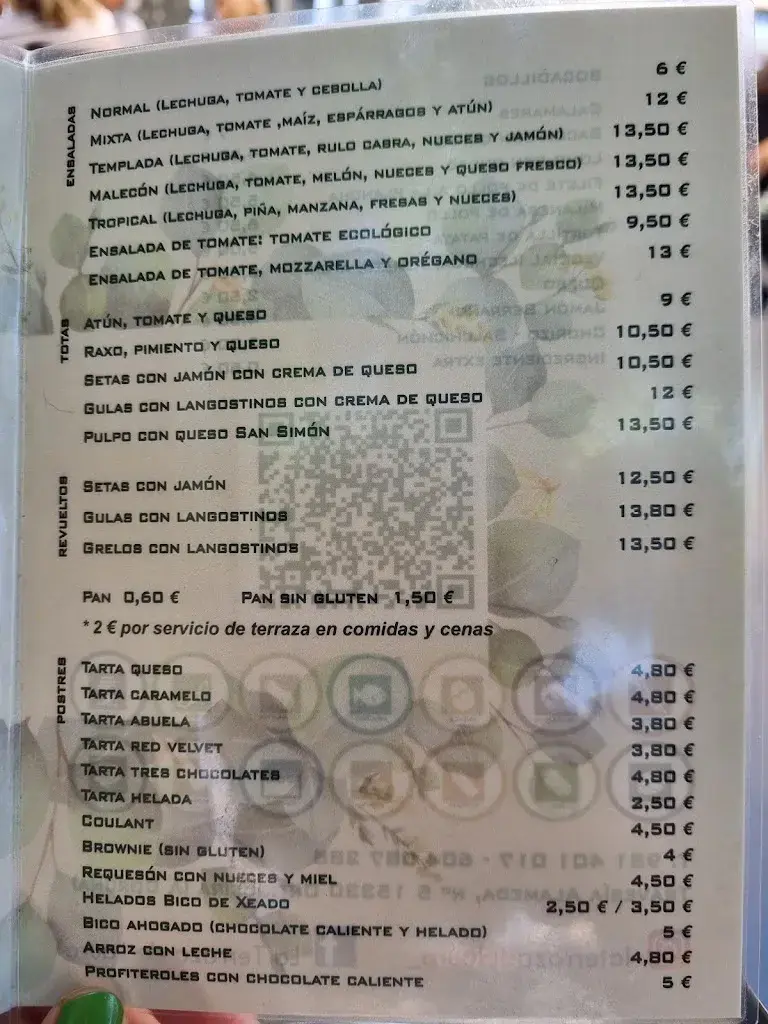 ENSALADAS
NORMAL (LECHUGA, TOMATE Y CEBOLLA) 6 €
MIXTA (LECHUGA, TOMATE ,MAÍZ, ESPÁRRAGOS Y ATÚN) 12 €
TEMPLADA (LECHUGA, TOMATE, RULO CABRA, NUECES Y JAMÓN) 13,50 €
MALECÓN (LECHUGA, TOMATE, MELÓN, NUECES Y QUESO FRESCO) 13,50 €
TROPICAL (LECHUGA, PIÑA, MANZANA, FRESAS Y NUECES) 13,50 €
ENSALADA DE TOMATE: TOMATE ECOLÓGICO 9,50 €
ENSALADA DE TOMATE, MOZZARELLA Y ORÉGANO 13 €
TOTAS
ATÚN, TOMATE Y QUESO 9 €
RAXO, PIMIENTO Y QUESO 10,50 €
SETAS CON JAMÓN CON CREMA DE QUESO 10,50 €
GULAS CON LANGOSTINOS CON CREMA DE QUESO 12 €
PULPO CON QUESO SAN SIMÓN 13,50 €
REVUELTOS
SETAS CON JAMÓN 12,50 €
GULAS CON LANGOSTINOS 13,80 €
GRELOS CON LANGOSTINOS 13,50 €
PAN 0,60 € PAN SIN GLUTEN 1,50 €
* 2 € por servicio de terraza en comidas y cenas
POSTRES
TARTA QUESO 4,80 €
TARTA CARAMELO 4,80 €
TARTA ABUELA 3,80 €
TARTA RED VELVET 3,80 €
TARTA TRES CHOCOLATES 4,80 €
TARTA HELADA 2,50 €
COULANT 4,50 €
BROWNIE (SIN GLUTEN) 4 €
REQUESÓN CON NUECES Y MIEL 4,50 €
HELADOS BICO DE XEADO 2,50 € / 3,50 €
BICO AHOGADO (CHOCOLATE CALIENTE Y HELADO) 5 €
ARROZ CON LECHE 4,80 €
PROFITEROLES CON CHOCOLATE CALIENTE 5 €